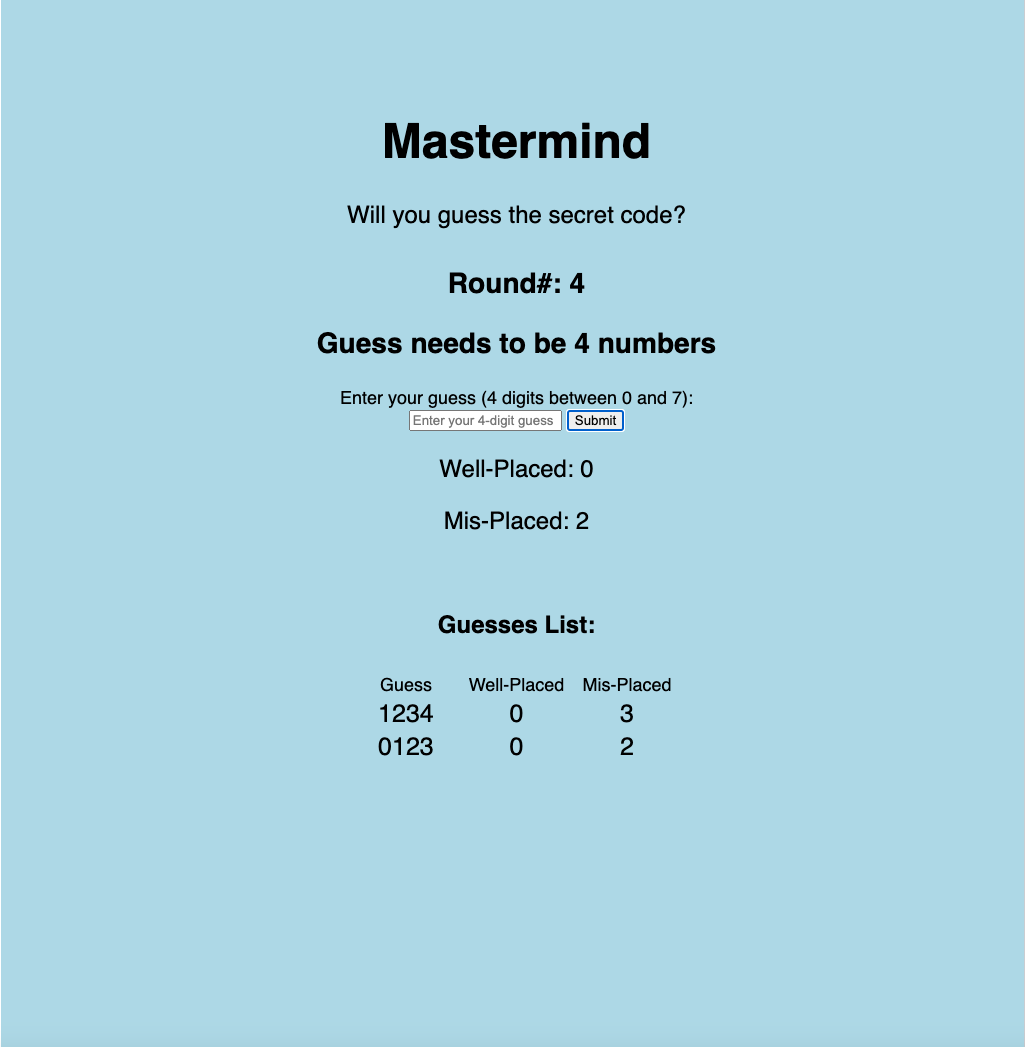 Mastermind
Will you guess the secret code?
Round#: 4
Guess needs to be 4 numbers
Enter your guess (4 digits between 0 and 7):
Enter your 4-digit guess Submit
Well-Placed: 0
Mis-Placed: 2
Guesses List:
Guess Well-Placed Mis-Placed
1234 0 3
0123 0 2